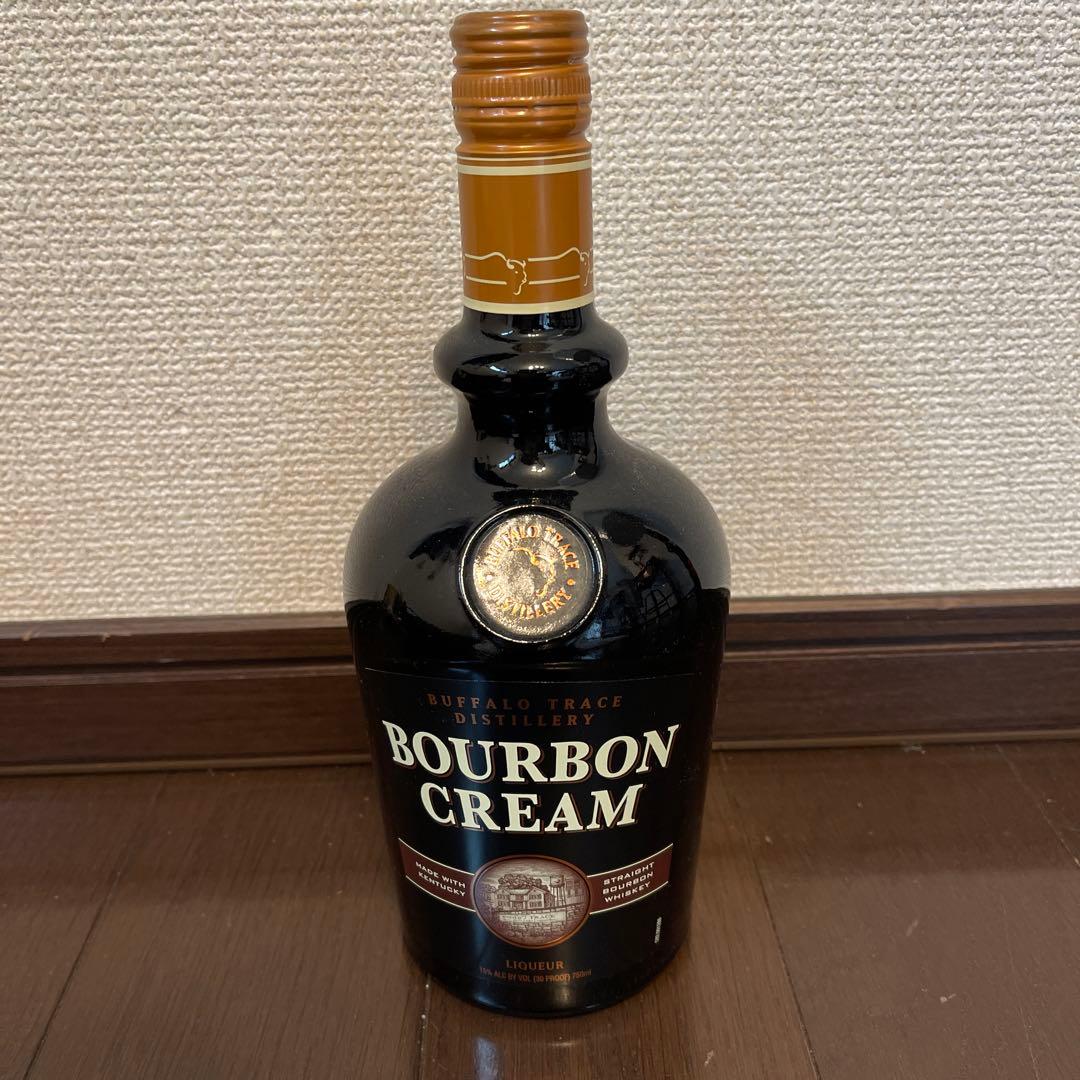 BUFFALO TRACE
DISTILLERY
BUFFALO TRACE
DISTILLERY
BOURBON
CREAM
MADE WITH
KENTUCKY
STRAIGHT
BOURBON
WHISKEY
LIQUEUR
15% ALC BY VOL (30 PROOF) 750ml